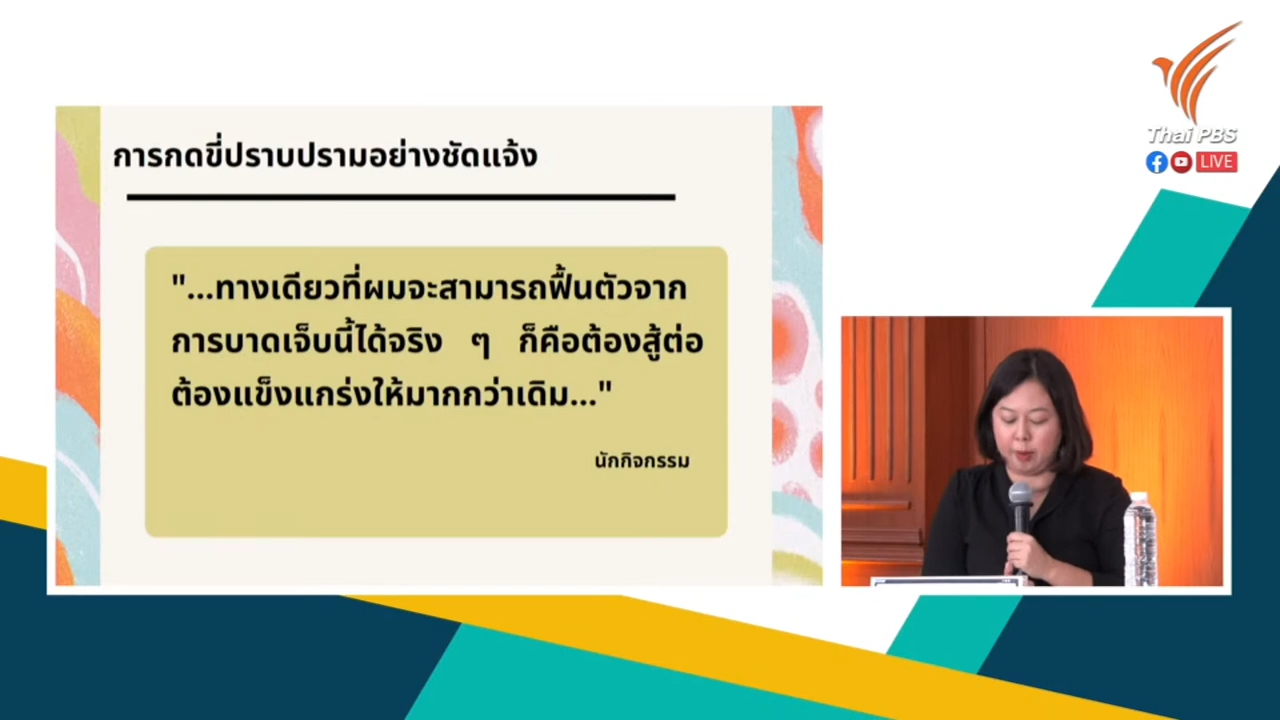 การกดขี่ปราบปรามอย่างชัดแจ้ง
"...ทางเดียวที่ผมจะสามารถฟื้นตัวจาก
การบาดเจ็บนี้ได้จริง ๆ ก็คือต้องสู้ต่อ
ต้องแข็งแกร่งให้มากกว่าเดิม..."
นักกิจกรรม
Thai PBS
LIVE